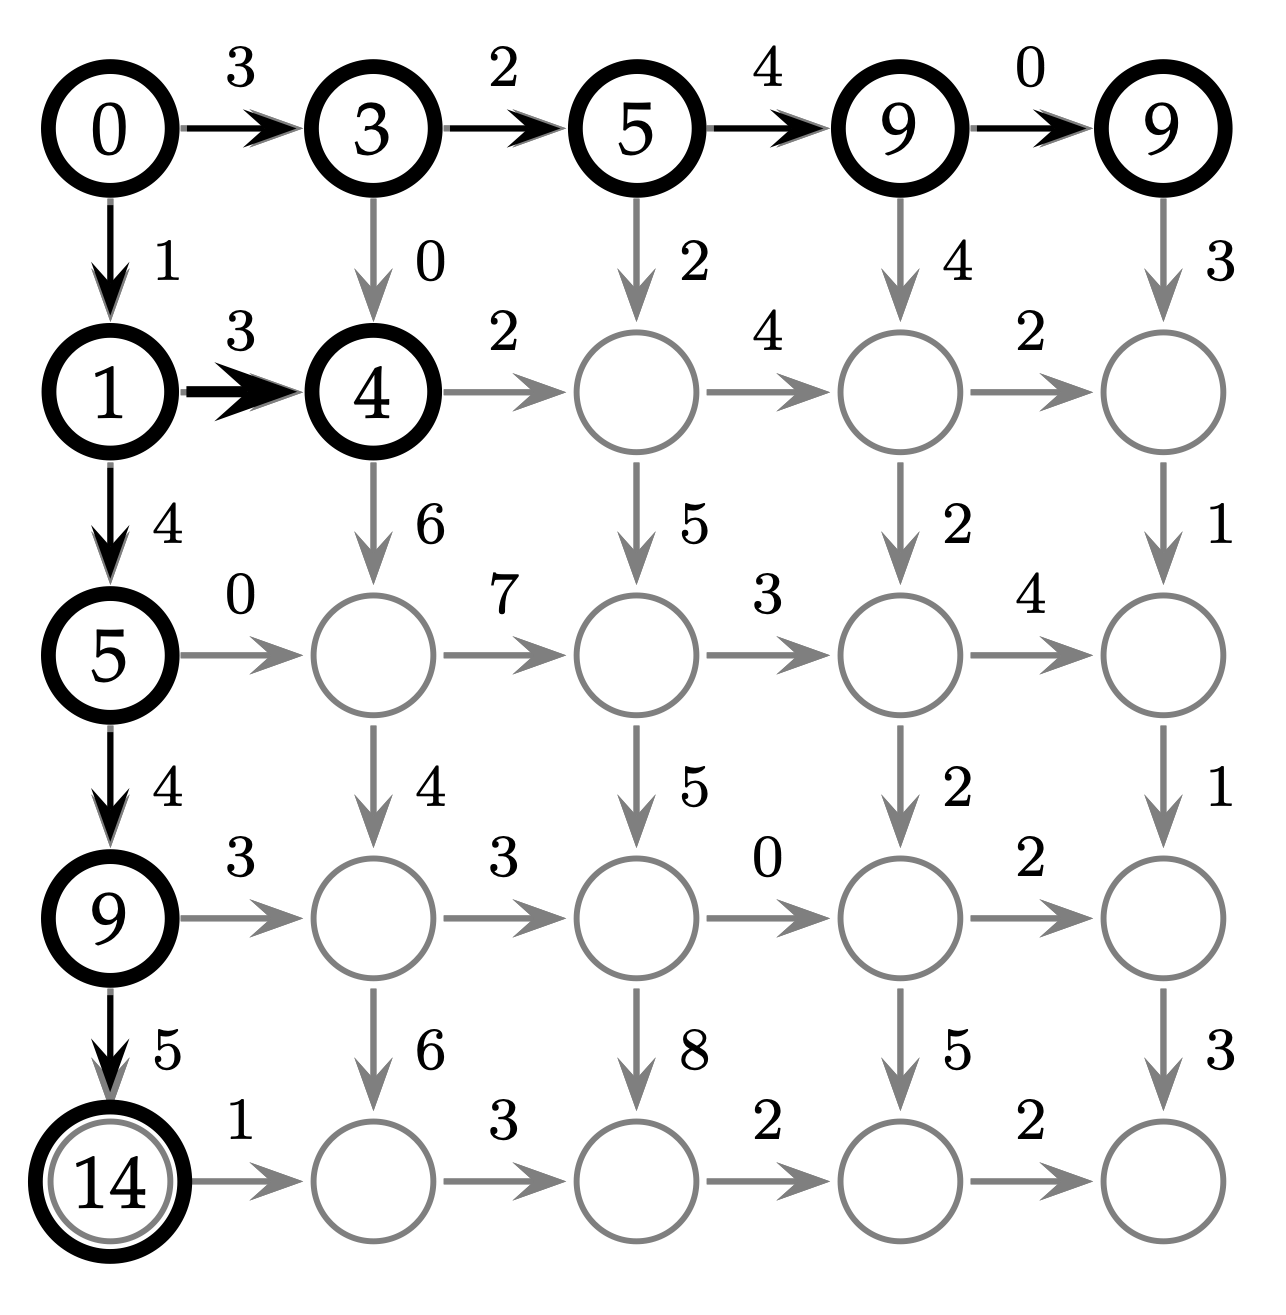 3 2 4 0
0 3 5 9 9
1 0 2 4 3
3 2 4 2
1 4
4 6 5 2 1
0 7 3 4
5
4 4 5 2 1
3 3 0 2
9
5 6 8 5 3
1 3 2 2
14